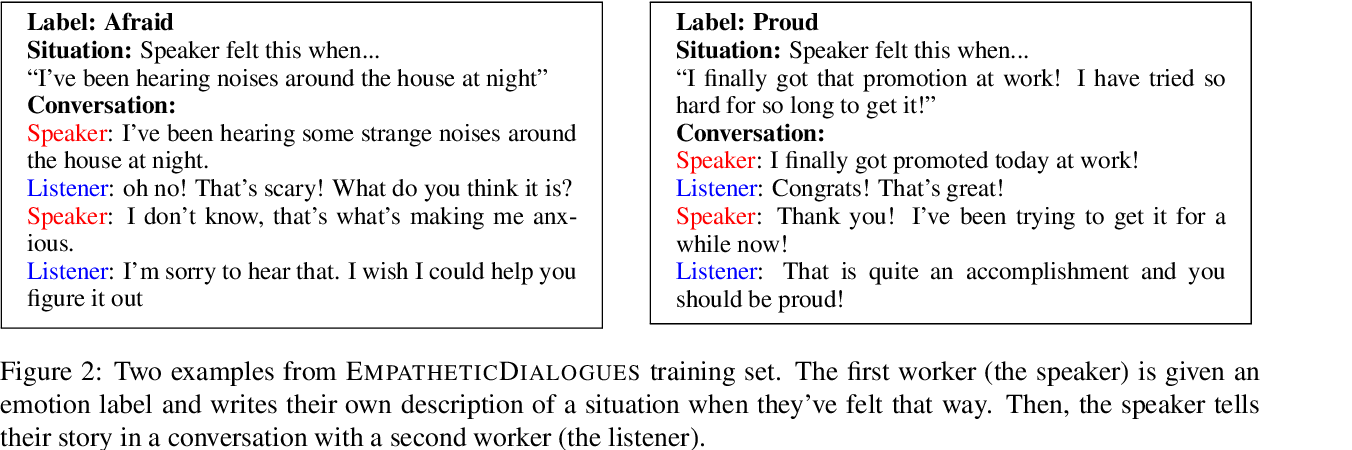 Label: Afraid
Situation: Speaker felt this when...
“I’ve been hearing noises around the house at night”
Conversation:
Speaker: I’ve been hearing some strange noises around
the house at night.
Listener: oh no! That’s scary! What do you think it is?
Speaker: I don’t know, that’s what’s making me anx-
ious.
Listener: I’m sorry to hear that. I wish I could help you
figure it out
Label: Proud
Situation: Speaker felt this when...
“I finally got that promotion at work! I have tried so
hard for so long to get it!”
Conversation:
Speaker: I finally got promoted today at work!
Listener: Congrats! That’s great!
Speaker: Thank you! I’ve been trying to get it for a
while now!
Listener: That is quite an accomplishment and you
should be proud!
Figure 2: Two examples from EMPATHETICDIALOGUES training set. The first worker (the speaker) is given an
emotion label and writes their own description of a situation when they’ve felt that way. Then, the speaker tells
their story in a conversation with a second worker (the listener).